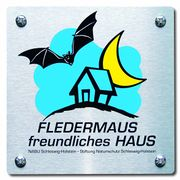 FLEDERMAUS
freundliches HAUS
NABU Schleswig-Holstein - Stiftung Naturschutz Schleswig-Holstein